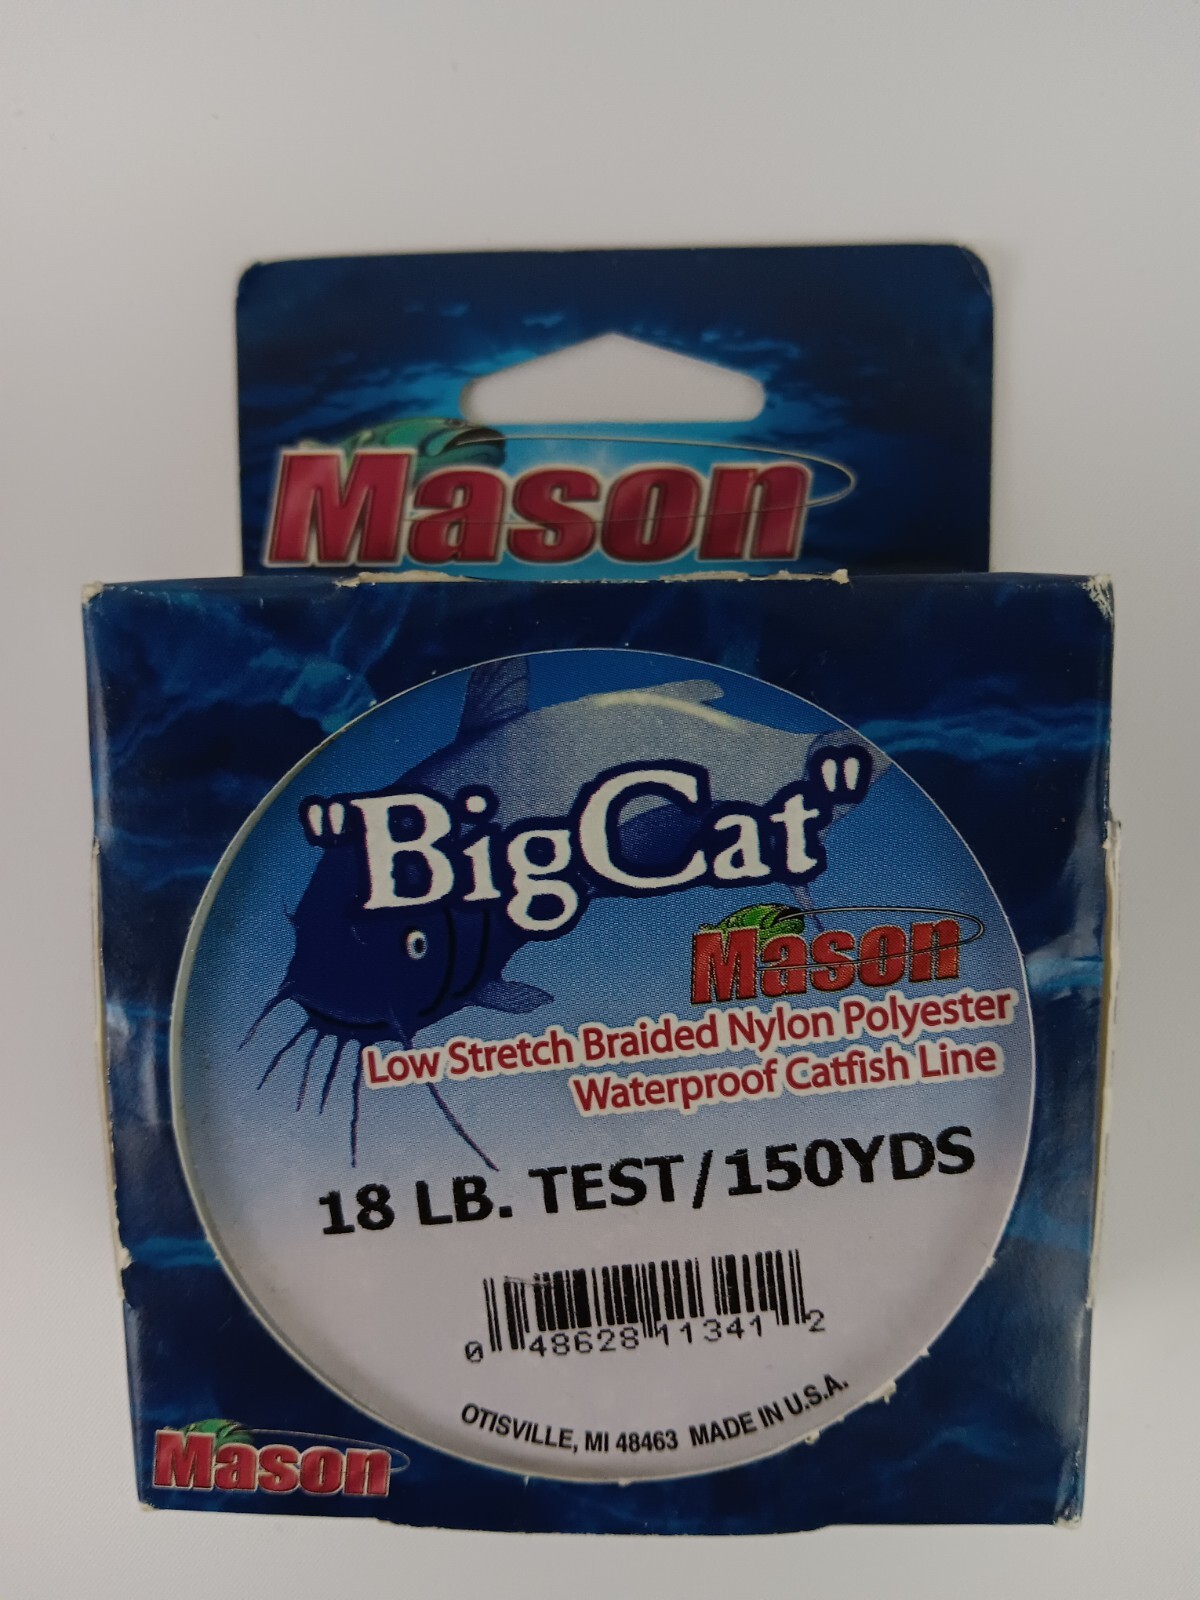 Mason
"BigCat"
Mason
Low Stretch Braided Nylon Polyester
Waterproof Catfish Line
18 LB. TEST/150YDS
0 48628 11341 2
OTISVILLE, MI 48463 MADE IN U.S.A.
Mason